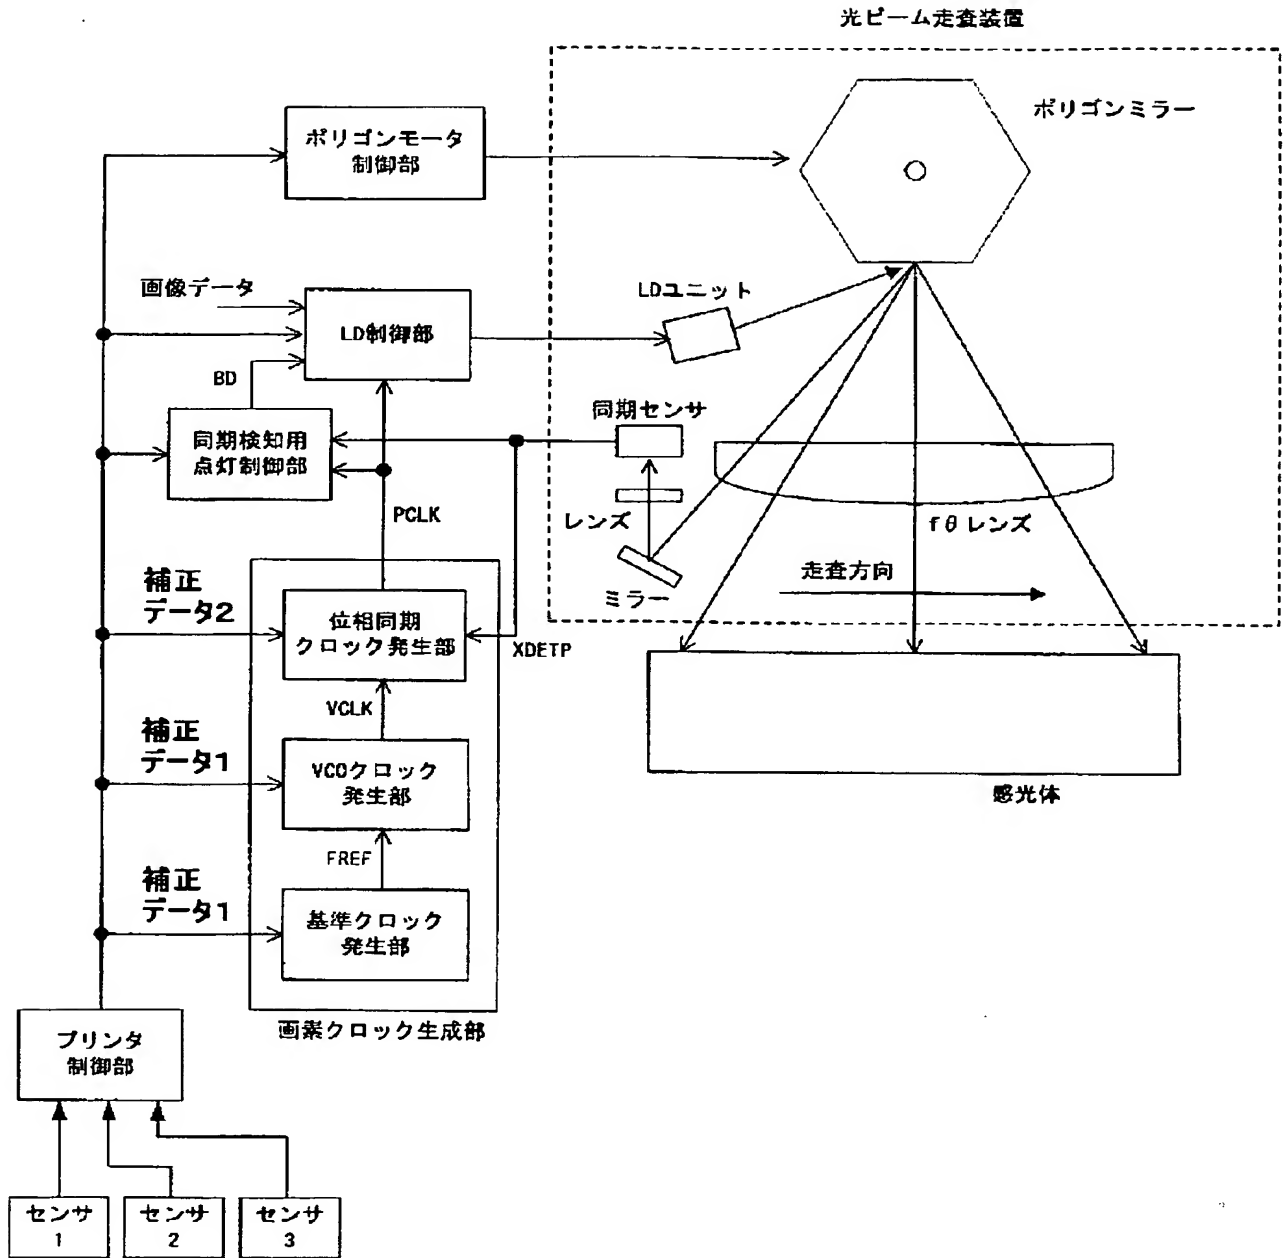 光ビーム走査装置
ポリゴンミラー
ポリゴンモータ
制御部
画像データ
LDユニット
LD制御部
BD
同期センサ
同期検知用
点灯制御部
レンズ
fθレンズ
PCLK
走査方向
ミラー
補正
データ2
位相同期
クロック発生部
XDETP
VCLK
補正
データ1
VCOクロック
発生部
感光体
FREF
補正
データ1
基準クロック
発生部
画素クロック生成部
プリンタ
制御部
センサ
1
センサ
2
センサ
3